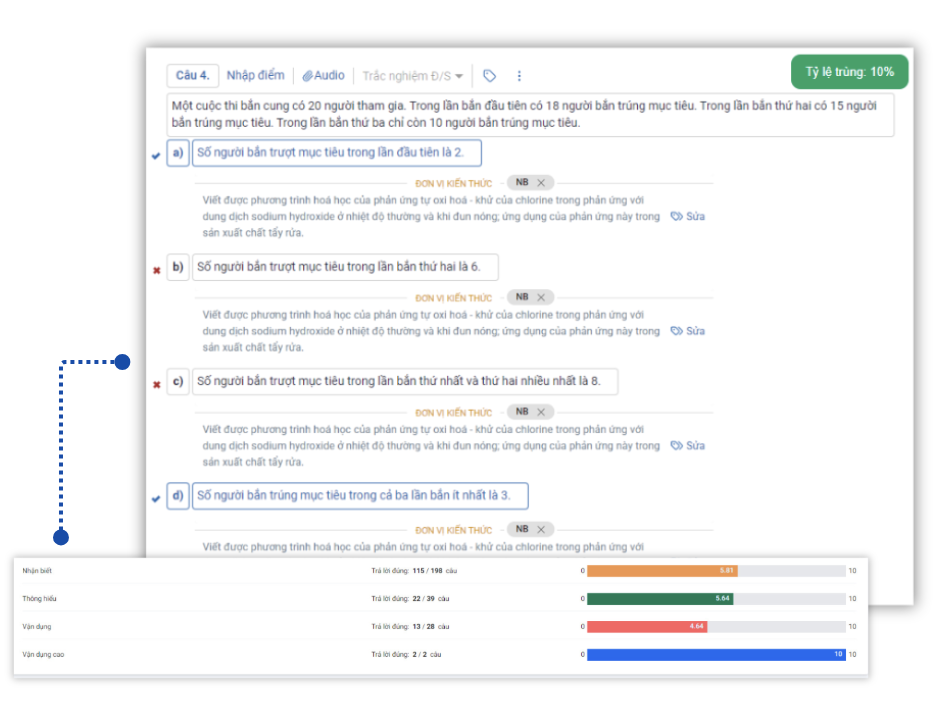 Câu 4. Nhập điểm Audio Trắc nghiệm Đ/S
Tỷ lệ trùng: 10%
Một cuộc thi bắn cung có 20 người tham gia. Trong lần bắn đầu tiên có 18 người bắn trúng mục tiêu. Trong lần bắn thứ hai có 15 người
bắn trúng mục tiêu. Trong lần bắn thứ ba chỉ còn 10 người bắn trúng mục tiêu.
a) Số người bắn trượt mục tiêu trong lần đầu tiên là 2.
ĐƠN VỊ KIẾN THỨC NB
Viết được phương trình hoá học của phản ứng tự oxi hoá - khử của chlorine trong phản ứng với
dung dịch sodium hydroxide ở nhiệt độ thường và khi đun nóng; ứng dụng của phản ứng này trong Sửa
sản xuất chất tẩy rửa.
b) Số người bắn trượt mục tiêu trong lần bắn thứ hai là 6.
ĐƠN VỊ KIẾN THỨC NB
Viết được phương trình hoá học của phản ứng tự oxi hoá - khử của chlorine trong phản ứng với
dung dịch sodium hydroxide ở nhiệt độ thường và khi đun nóng; ứng dụng của phản ứng này trong Sửa
sản xuất chất tẩy rửa.
c) Số người bắn trượt mục tiêu trong lần bắn thứ nhất và thứ hai nhiều nhất là 8.
ĐƠN VỊ KIẾN THỨC NB
Viết được phương trình hoá học của phản ứng tự oxi hoá - khử của chlorine trong phản ứng với
dung dịch sodium hydroxide ở nhiệt độ thường và khi đun nóng; ứng dụng của phản ứng này trong Sửa
sản xuất chất tẩy rửa.
d) Số người bắn trúng mục tiêu trong cả ba lần bắn ít nhất là 3.
ĐƠN VỊ KIẾN THỨC NB
Viết được phương trình hoá học của phản ứng tự oxi hoá - khử của chlorine trong phản ứng với
Nhận biết Trả lời đúng: 115 / 198 câu 0 5.81 10
Thông hiểu Trả lời đúng: 22 / 39 câu 0 5.64 10
Vận dụng Trả lời đúng: 13 / 28 câu 0 4.64 10
Vận dụng cao Trả lời đúng: 2 / 2 câu 0 10 10